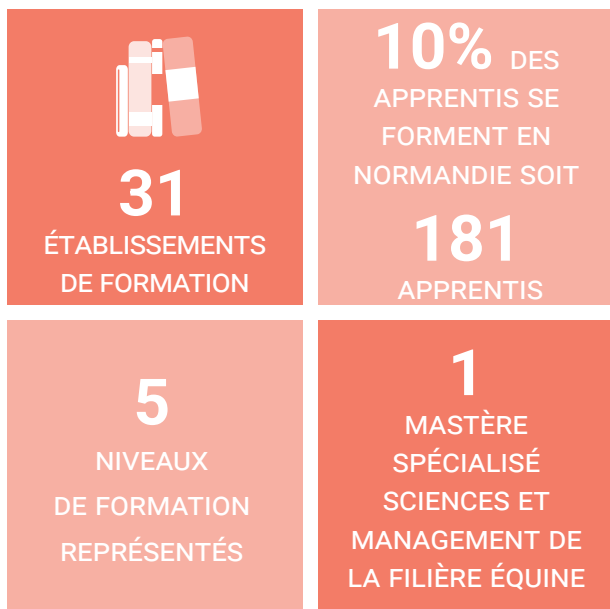 31
ÉTABLISSEMENTS
DE FORMATION
10% DES
APPRENTIS SE
FORMENT EN
NORMANDIE SOIT
181
APPRENTIS
5
NIVEAUX
DE FORMATION
REPRÉSENTÉS
1
MASTÈRE
SPÉCIALISÉ
SCIENCES ET
MANAGEMENT DE
LA FILIÈRE ÉQUINE